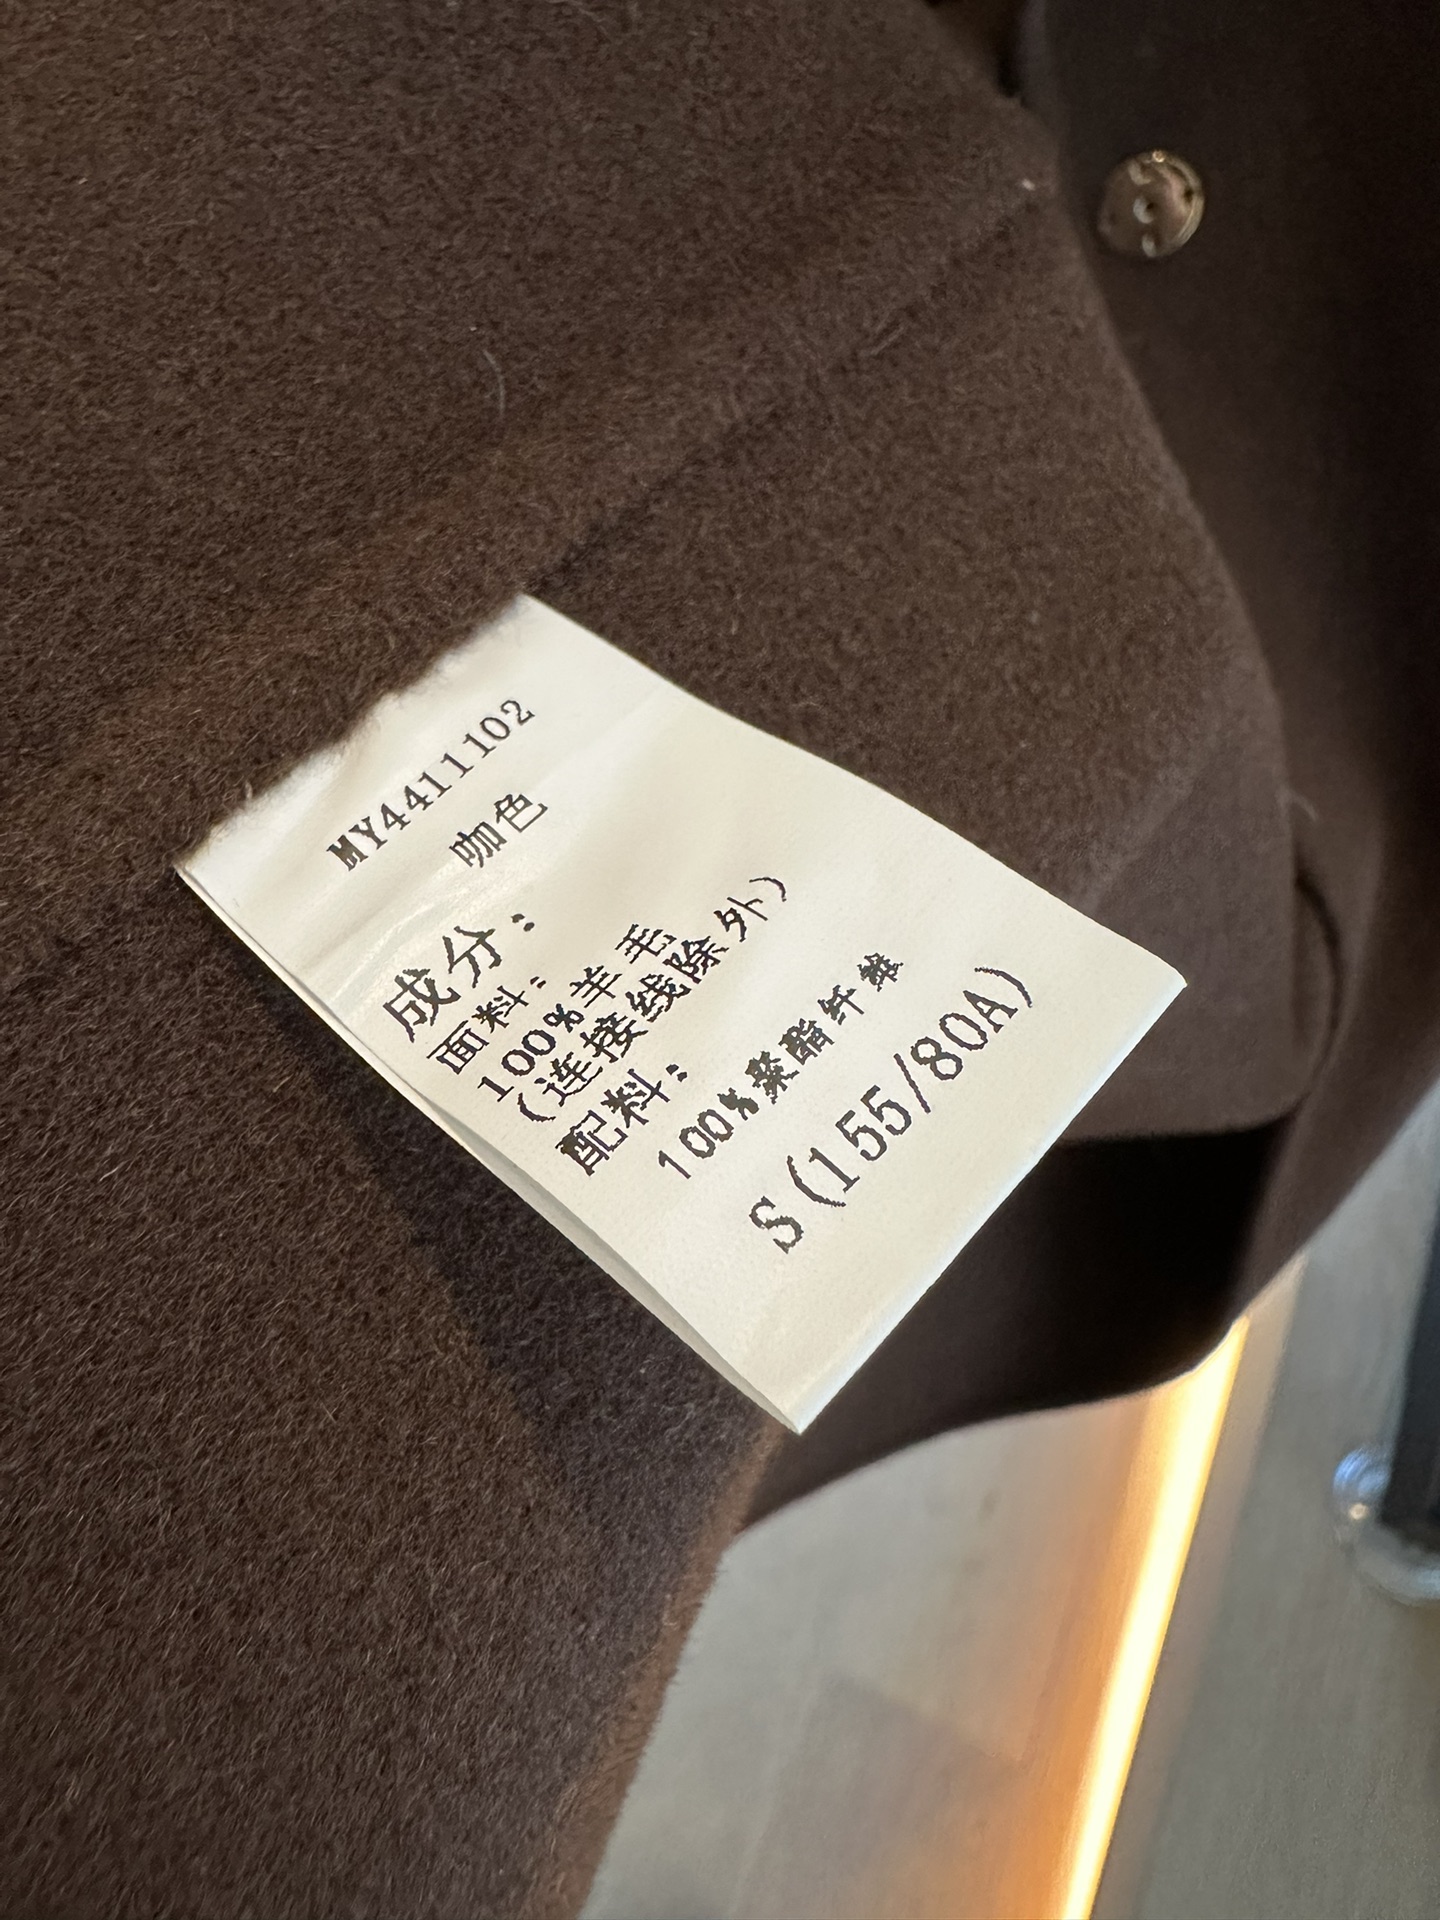 MY4411102
咖色
成分：
面料：
100%羊毛
(连接线除外)
配料：
100%聚酯纤维
S(155/80A)